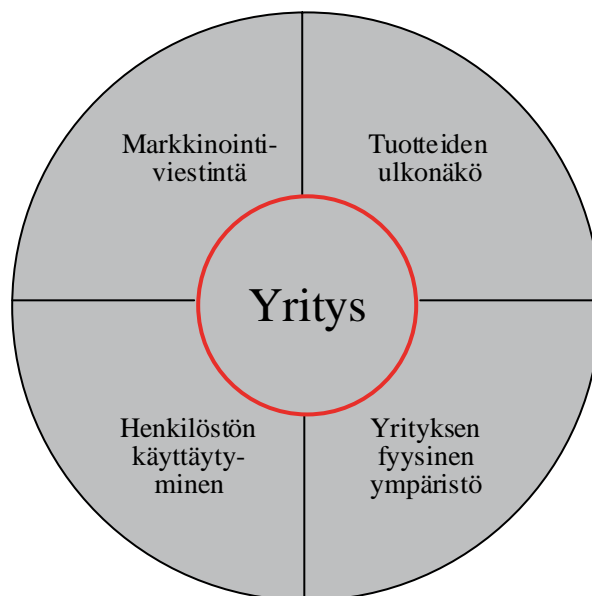 Markkinointi-
viestintä
Tuotteiden
ulkonäkö
Yritys
Henkilöstön
käyttäyty-
minen
Yrityksen
fyysinen
ympäristö